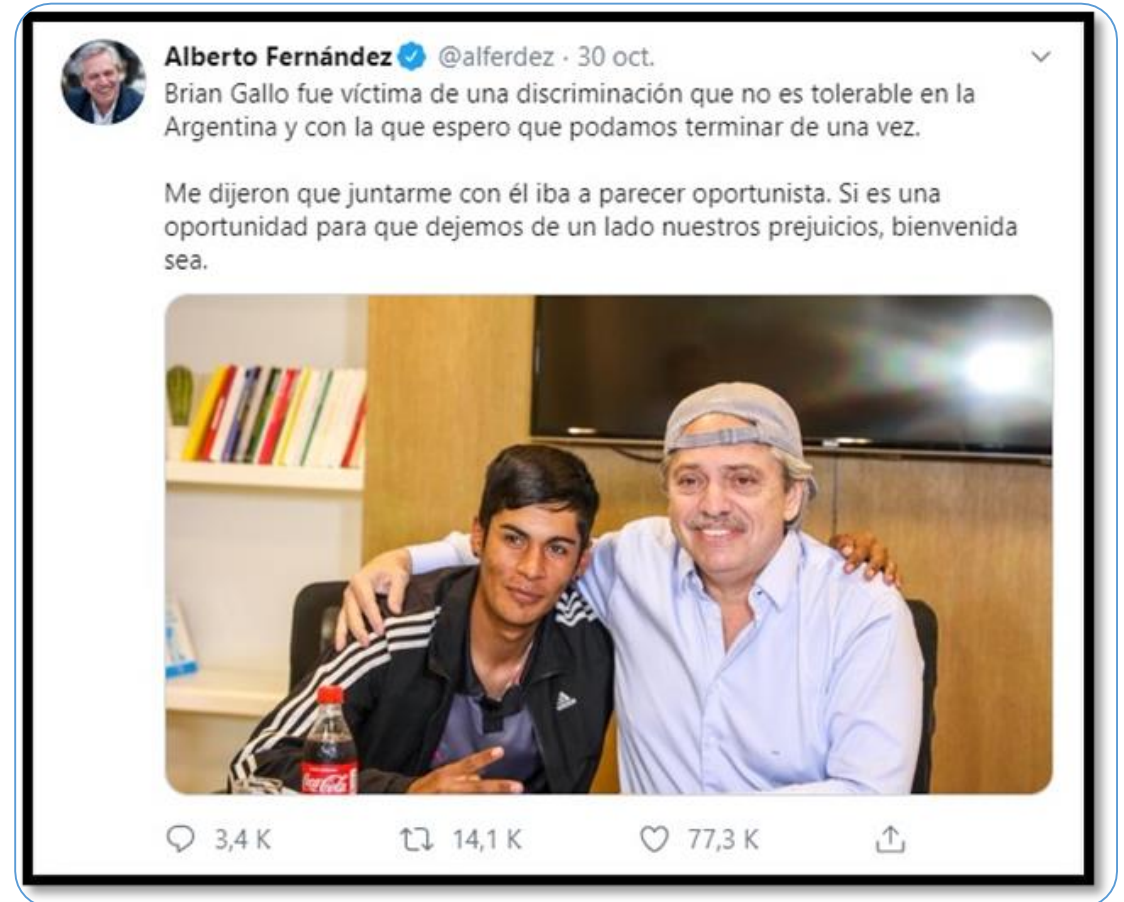 Alberto Fernández @alferdez · 30 oct.
Brian Gallo fue víctima de una discriminación que no es tolerable en la
Argentina y con la que espero que podamos terminar de una vez.
Me dijeron que juntarme con él iba a parecer oportunista. Si es una
oportunidad para que dejemos de un lado nuestros prejuicios, bienvenida
sea.
adidas
Coca-Cola
3,4 K 14,1 K 77,3 K